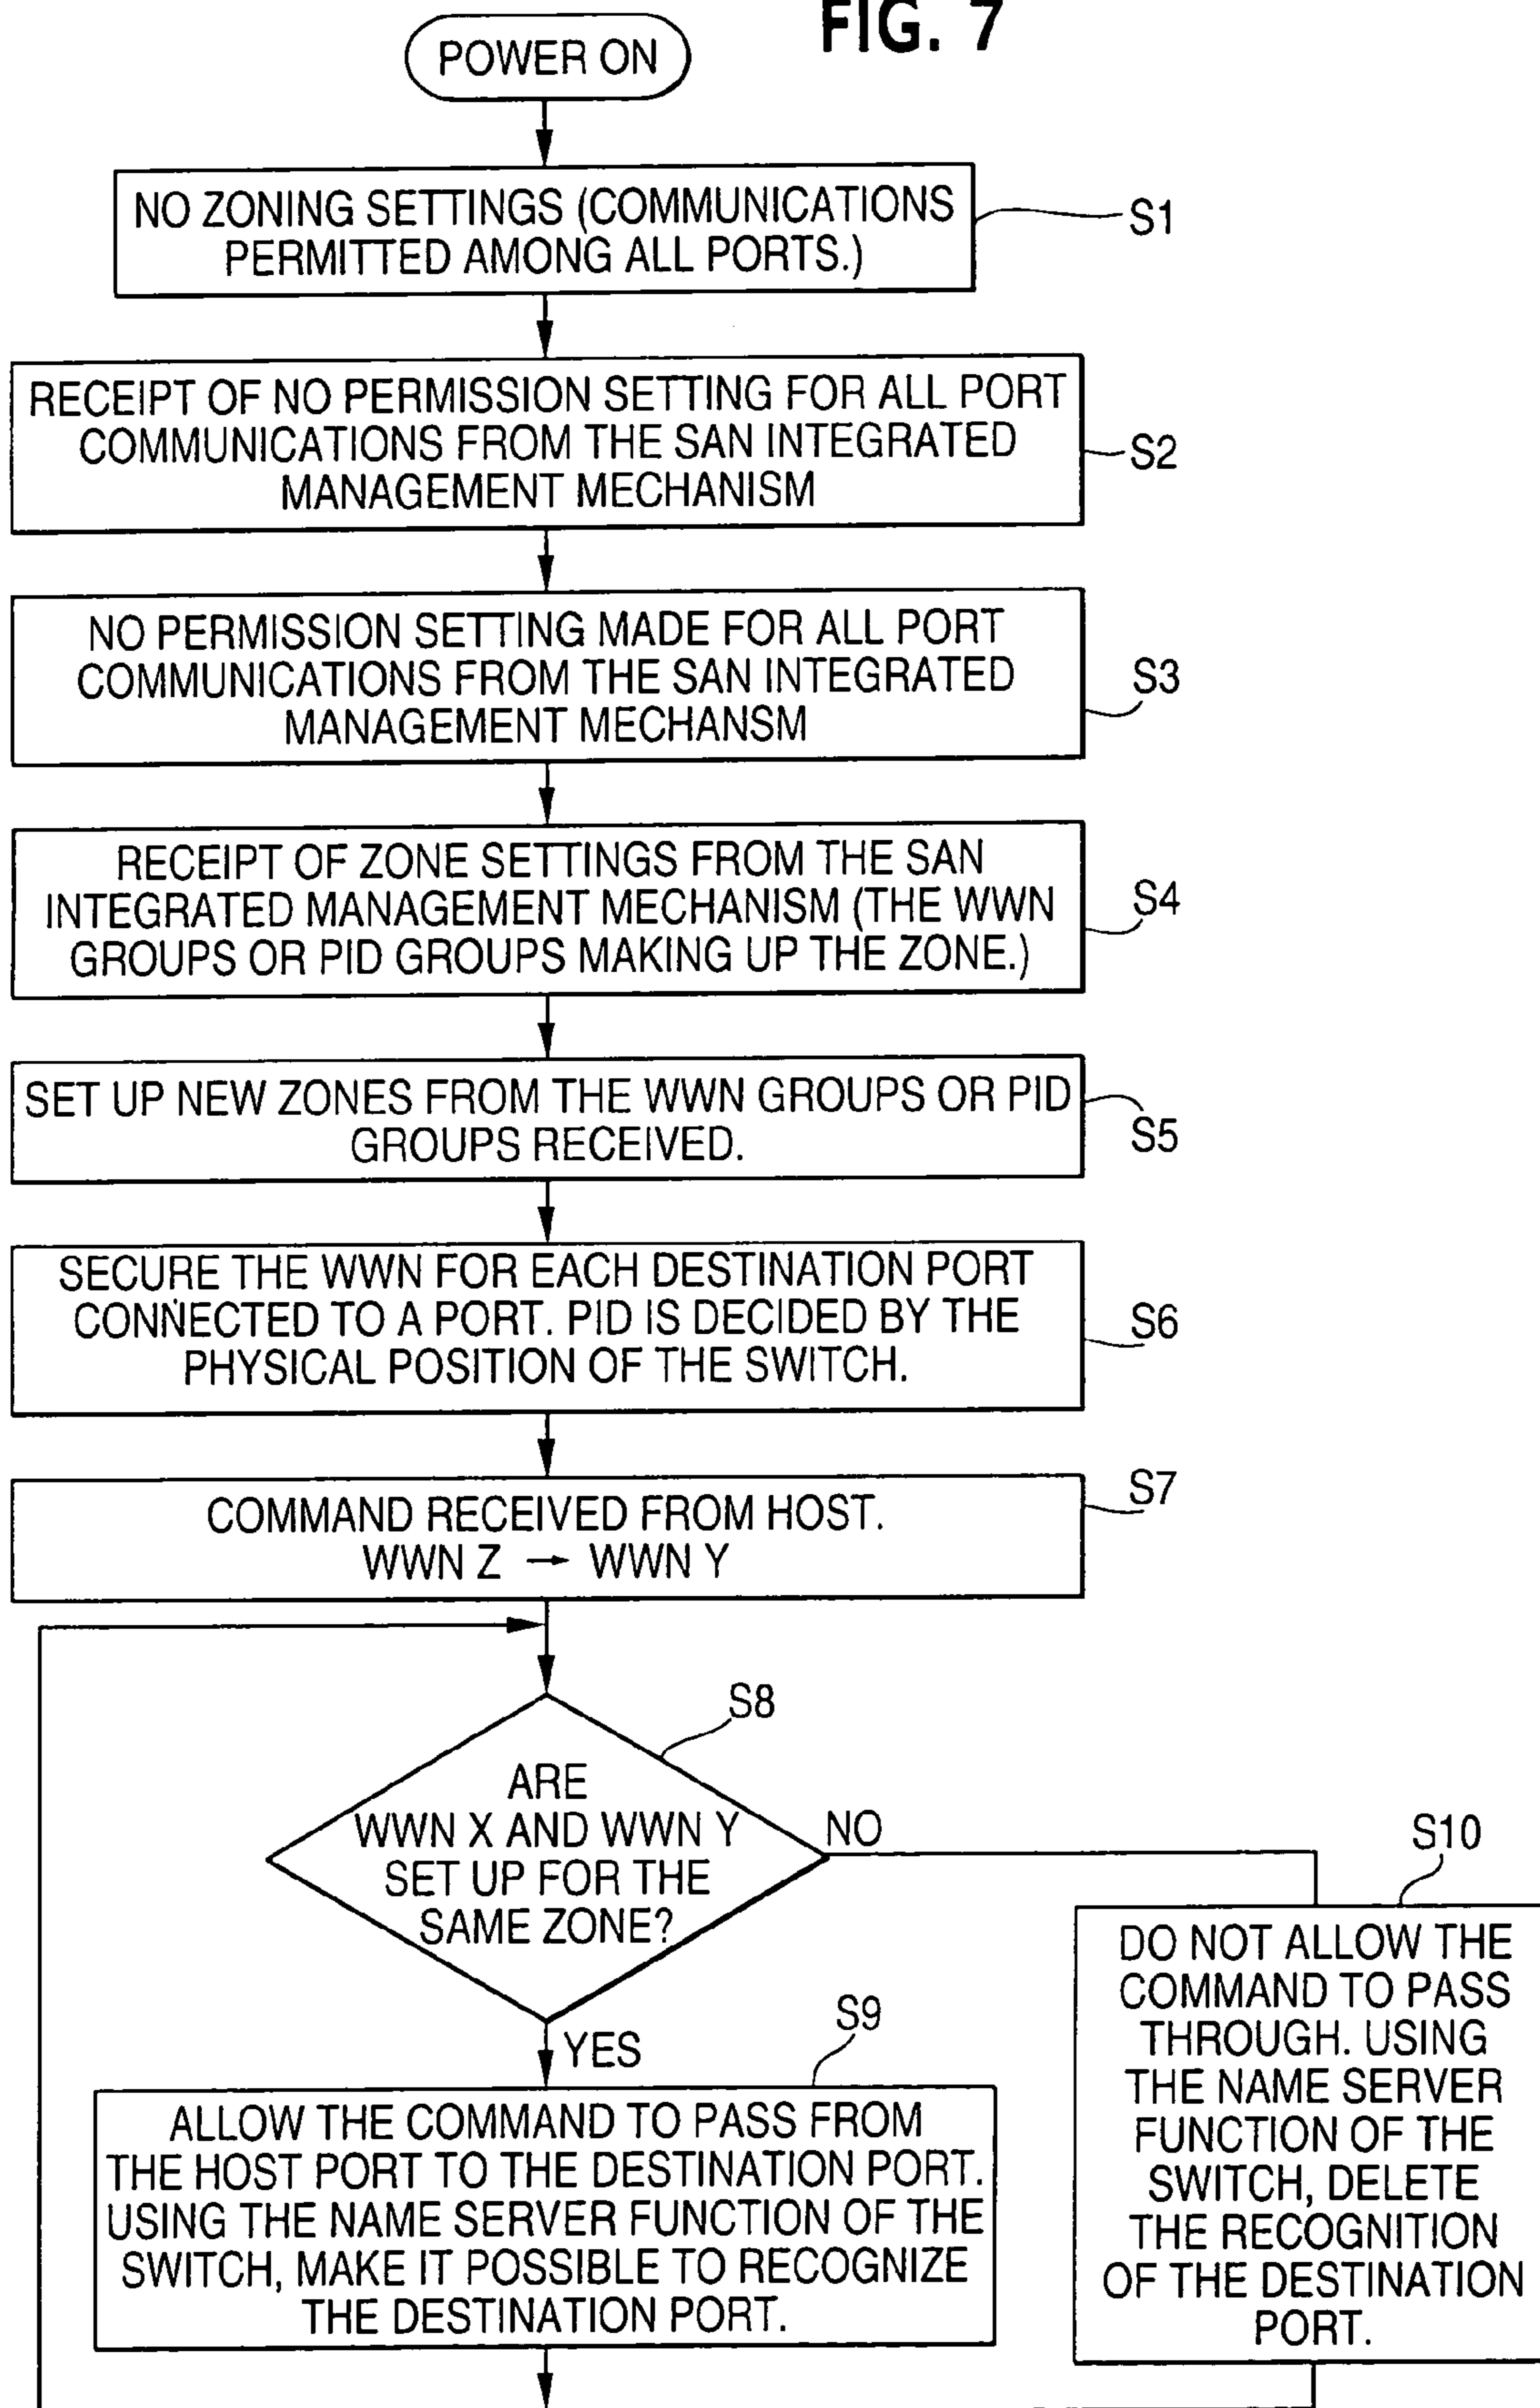 FIG. 7
POWER ON
NO ZONING SETTINGS (COMMUNICATIONS
PERMITTED AMONG ALL PORTS.)
S1
RECEIPT OF NO PERMISSION SETTING FOR ALL PORT
COMMUNICATIONS FROM THE SAN INTEGRATED
MANAGEMENT MECHANISM
S2
NO PERMISSION SETTING MADE FOR ALL PORT
COMMUNICATIONS FROM THE SAN INTEGRATED
MANAGEMENT MECHANSM
S3
RECEIPT OF ZONE SETTINGS FROM THE SAN
INTEGRATED MANAGEMENT MECHANISM (THE WWN
GROUPS OR PID GROUPS MAKING UP THE ZONE.)
S4
SET UP NEW ZONES FROM THE WWN GROUPS OR PID
GROUPS RECEIVED.
S5
SECURE THE WWN FOR EACH DESTINATION PORT
CONNECTED TO A PORT. PID IS DECIDED BY THE
PHYSICAL POSITION OF THE SWITCH.
S6
COMMAND RECEIVED FROM HOST.
WWN Z → WWN Y
S7
S8
ARE
WWN X AND WWN Y
SET UP FOR THE
SAME ZONE?
NO
YES
S9
ALLOW THE COMMAND TO PASS FROM
THE HOST PORT TO THE DESTINATION PORT.
USING THE NAME SERVER FUNCTION OF THE
SWITCH, MAKE IT POSSIBLE TO RECOGNIZE
THE DESTINATION PORT.
S10
DO NOT ALLOW THE
COMMAND TO PASS
THROUGH. USING
THE NAME SERVER
FUNCTION OF THE
SWITCH, DELETE
THE RECOGNITION
OF THE DESTINATION
PORT.